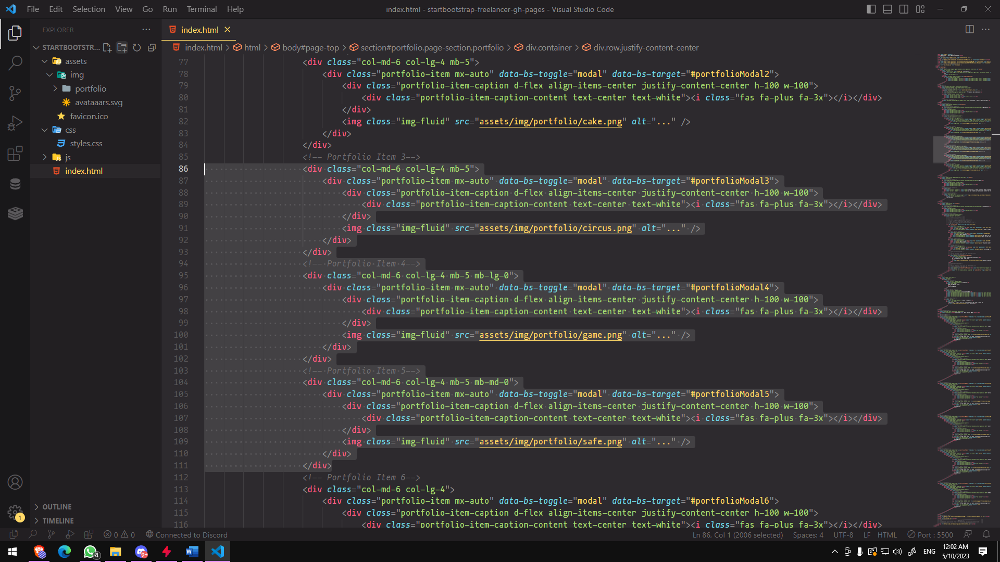 File Edit Selection View Go Run Terminal Help
index.html - startbootstrap-freelancer-gh-pages - Visual Studio Code
EXPLORER
STARTBOOTSTR...
assets
img
portfolio
avataaars.svg
favicon.ico
css
styles.css
js
index.html
OUTLINE
TIMELINE
1
index.html
index.html > html > body#page-top > section#portfolio.page-section.portfolio > div.container > div.row.justify-content-center
77 <div class="col-md-6 col-lg-4 mb-5">
78 <div class="portfolio-item mx-auto" data-bs-toggle="modal" data-bs-target="#portfolioModal2">
79 <div class="portfolio-item-caption d-flex align-items-center justify-content-center h-100 w-100">
80 <div class="portfolio-item-caption-content text-center text-white"><i class="fas fa-plus fa-3x"></i></div>
81 </div>
82 <img class="img-fluid" src="assets/img/portfolio/cake.png" alt="..." />
83 </div>
84 </div>
85 <!-- Portfolio Item 3-->
86 <div class="col-md-6 col-lg-4 mb-5">
87 <div class="portfolio-item mx-auto" data-bs-toggle="modal" data-bs-target="#portfolioModal3">
88 <div class="portfolio-item-caption d-flex align-items-center justify-content-center h-100 w-100">
89 <div class="portfolio-item-caption-content text-center text-white"><i class="fas fa-plus fa-3x"></i></div>
90 </div>
91 <img class="img-fluid" src="assets/img/portfolio/circus.png" alt="..." />
92 </div>
93 </div>
94 <!-- Portfolio Item 4-->
95 <div class="col-md-6 col-lg-4 mb-5 mb-lg-0">
96 <div class="portfolio-item mx-auto" data-bs-toggle="modal" data-bs-target="#portfolioModal4">
97 <div class="portfolio-item-caption d-flex align-items-center justify-content-center h-100 w-100">
98 <div class="portfolio-item-caption-content text-center text-white"><i class="fas fa-plus fa-3x"></i></div>
99 </div>
100 <img class="img-fluid" src="assets/img/portfolio/game.png" alt="..." />
101 </div>
102 </div>
103 <!-- Portfolio Item 5-->
104 <div class="col-md-6 col-lg-4 mb-5 mb-md-0">
105 <div class="portfolio-item mx-auto" data-bs-toggle="modal" data-bs-target="#portfolioModal5">
106 <div class="portfolio-item-caption d-flex align-items-center justify-content-center h-100 w-100">
107 <div class="portfolio-item-caption-content text-center text-white"><i class="fas fa-plus fa-3x"></i></div>
108 </div>
109 <img class="img-fluid" src="assets/img/portfolio/safe.png" alt="..." />
110 </div>
111 </div>
112 <!-- Portfolio Item 6-->
113 <div class="col-md-6 col-lg-4">
114 <div class="portfolio-item mx-auto" data-bs-toggle="modal" data-bs-target="#portfolioModal6">
115 <div class="portfolio-item-caption d-flex align-items-center justify-content-center h-100 w-100">
116 <div class="portfolio-item-caption-content text-center text-white"><i class="fas fa-plus fa-3x"></i></div>
0 0 Connected to Discord
Ln 86, Col 1 (2006 selected) Spaces: 4 UTF-8 LF HTML Port : 5500
4
9+
W
ENG
12:02 AM
5/10/2023